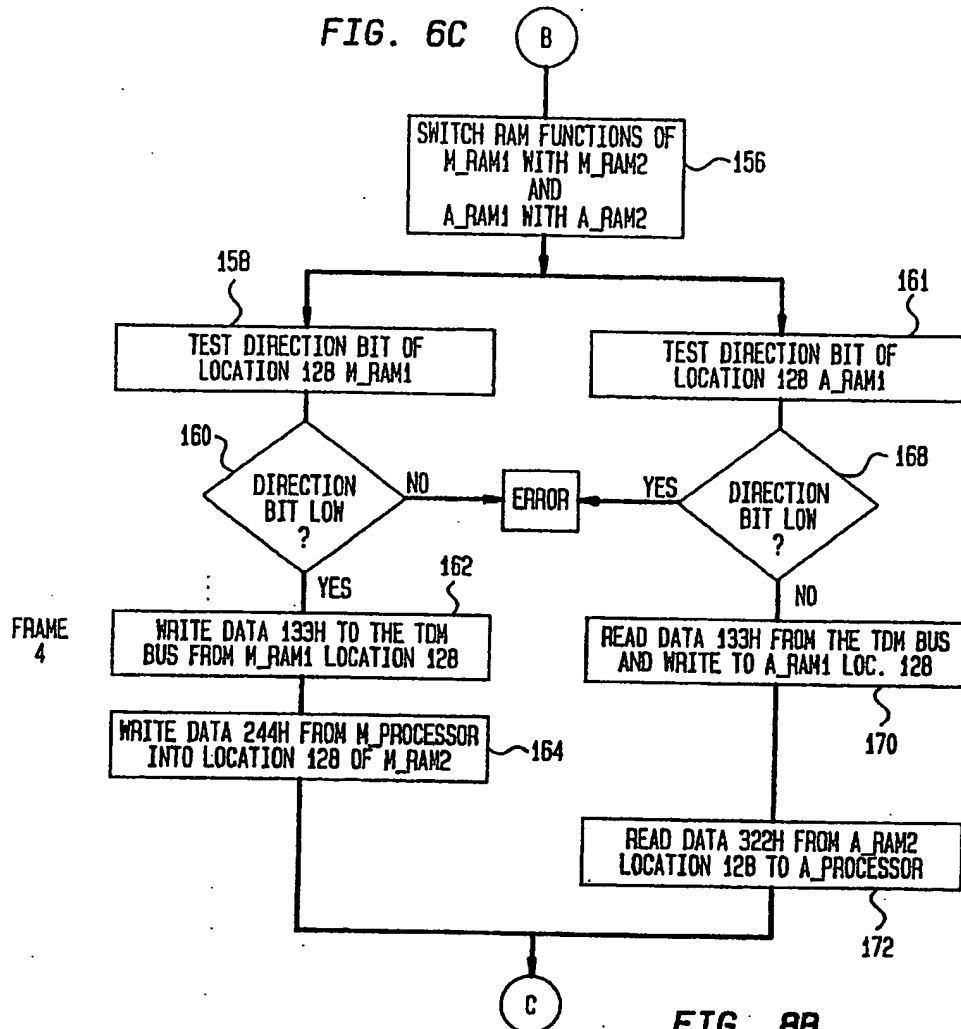 FIG. 6C
B
SWITCH RAM FUNCTIONS OF
M_RAM1 WITH M_RAM2
AND
A_RAM1 WITH A_RAM2
156
158
TEST DIRECTION BIT OF
LOCATION 128 M_RAM1
161
TEST DIRECTION BIT OF
LOCATION 128 A_RAM1
160
DIRECTION
BIT LOW
?
NO
ERROR
YES
168
DIRECTION
BIT LOW
?
YES
NO
FRAME
4
162
WRITE DATA 133H TO THE TDM
BUS FROM M_RAM1 LOCATION 128
READ DATA 133H FROM THE TDM BUS
AND WRITE TO A_RAM1 LOC. 128
170
WRITE DATA 244H FROM M_PROCESSOR
INTO LOCATION 128 OF M_RAM2
164
READ DATA 322H FROM A_RAM2
LOCATION 128 TO A_PROCESSOR
172
C
FIG. 8B